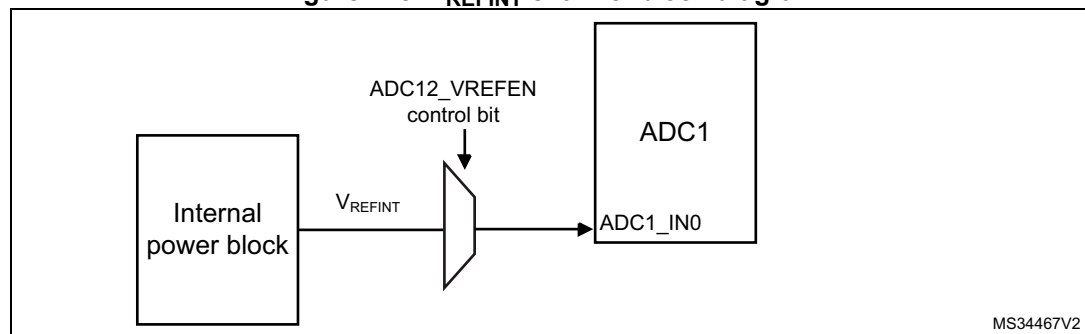 ADC12_VREFEN
control bit
ADC1
Internal
power block
VREFINT
ADC1_IN0
MS34467V2